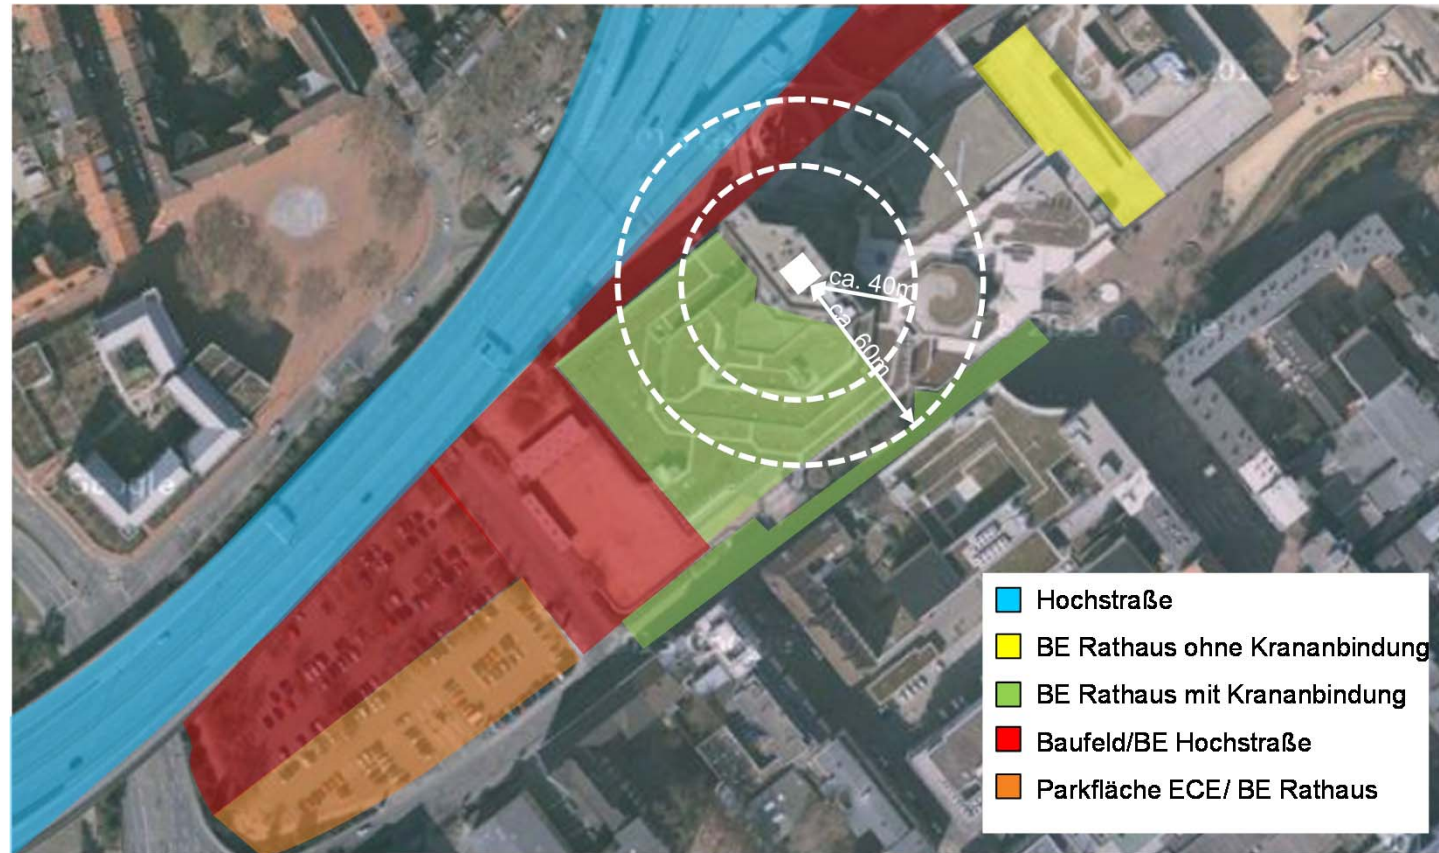 ca. 40m
ca. 60m
Google
Hochstraße
BE Rathaus ohne Krananbindung
BE Rathaus mit Krananbindung
Baufeld/BE Hochstraße
Parkfläche ECE/ BE Rathaus